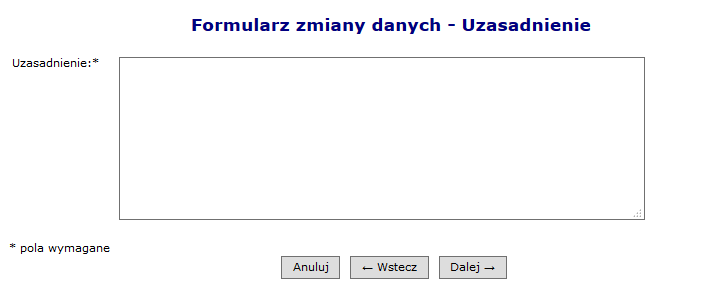 Formularz zmiany danych - Uzasadnienie
Uzasadnienie:*
* pola wymagane
Anuluj ← Wstecz Dalej →